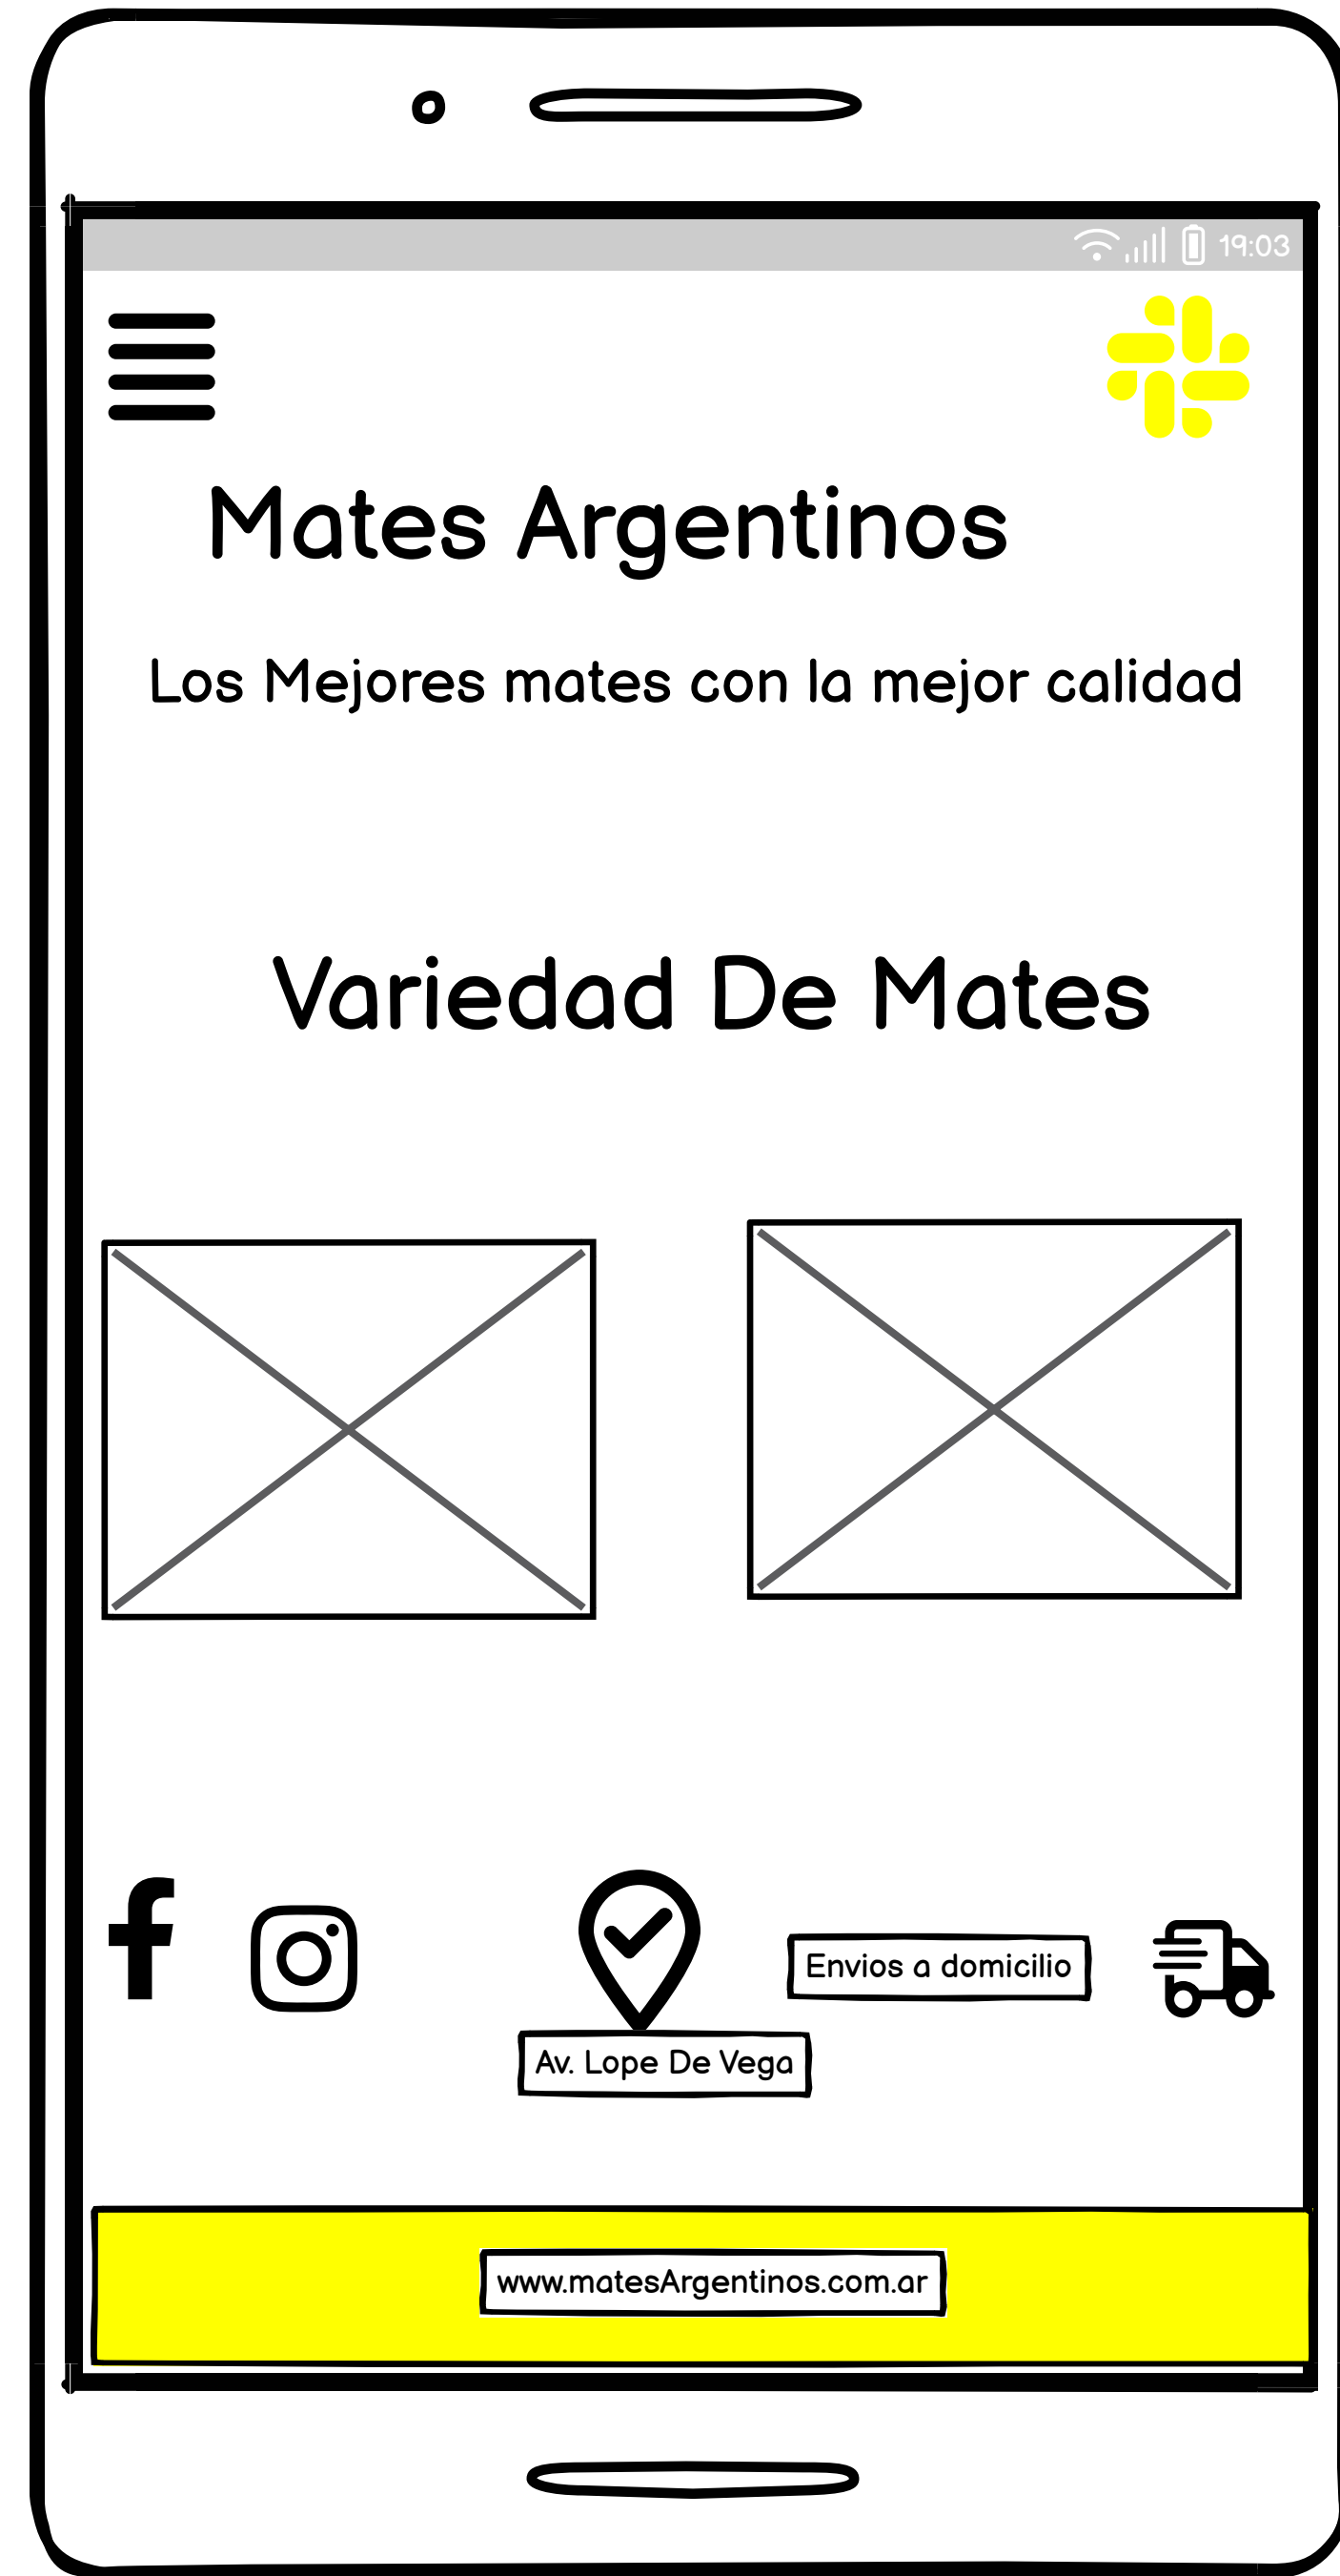 19:03
Mates Argentinos
Los Mejores mates con la mejor calidad
Variedad De Mates
Envios a domicilio
Av. Lope De Vega
www.matesArgentinos.com.ar